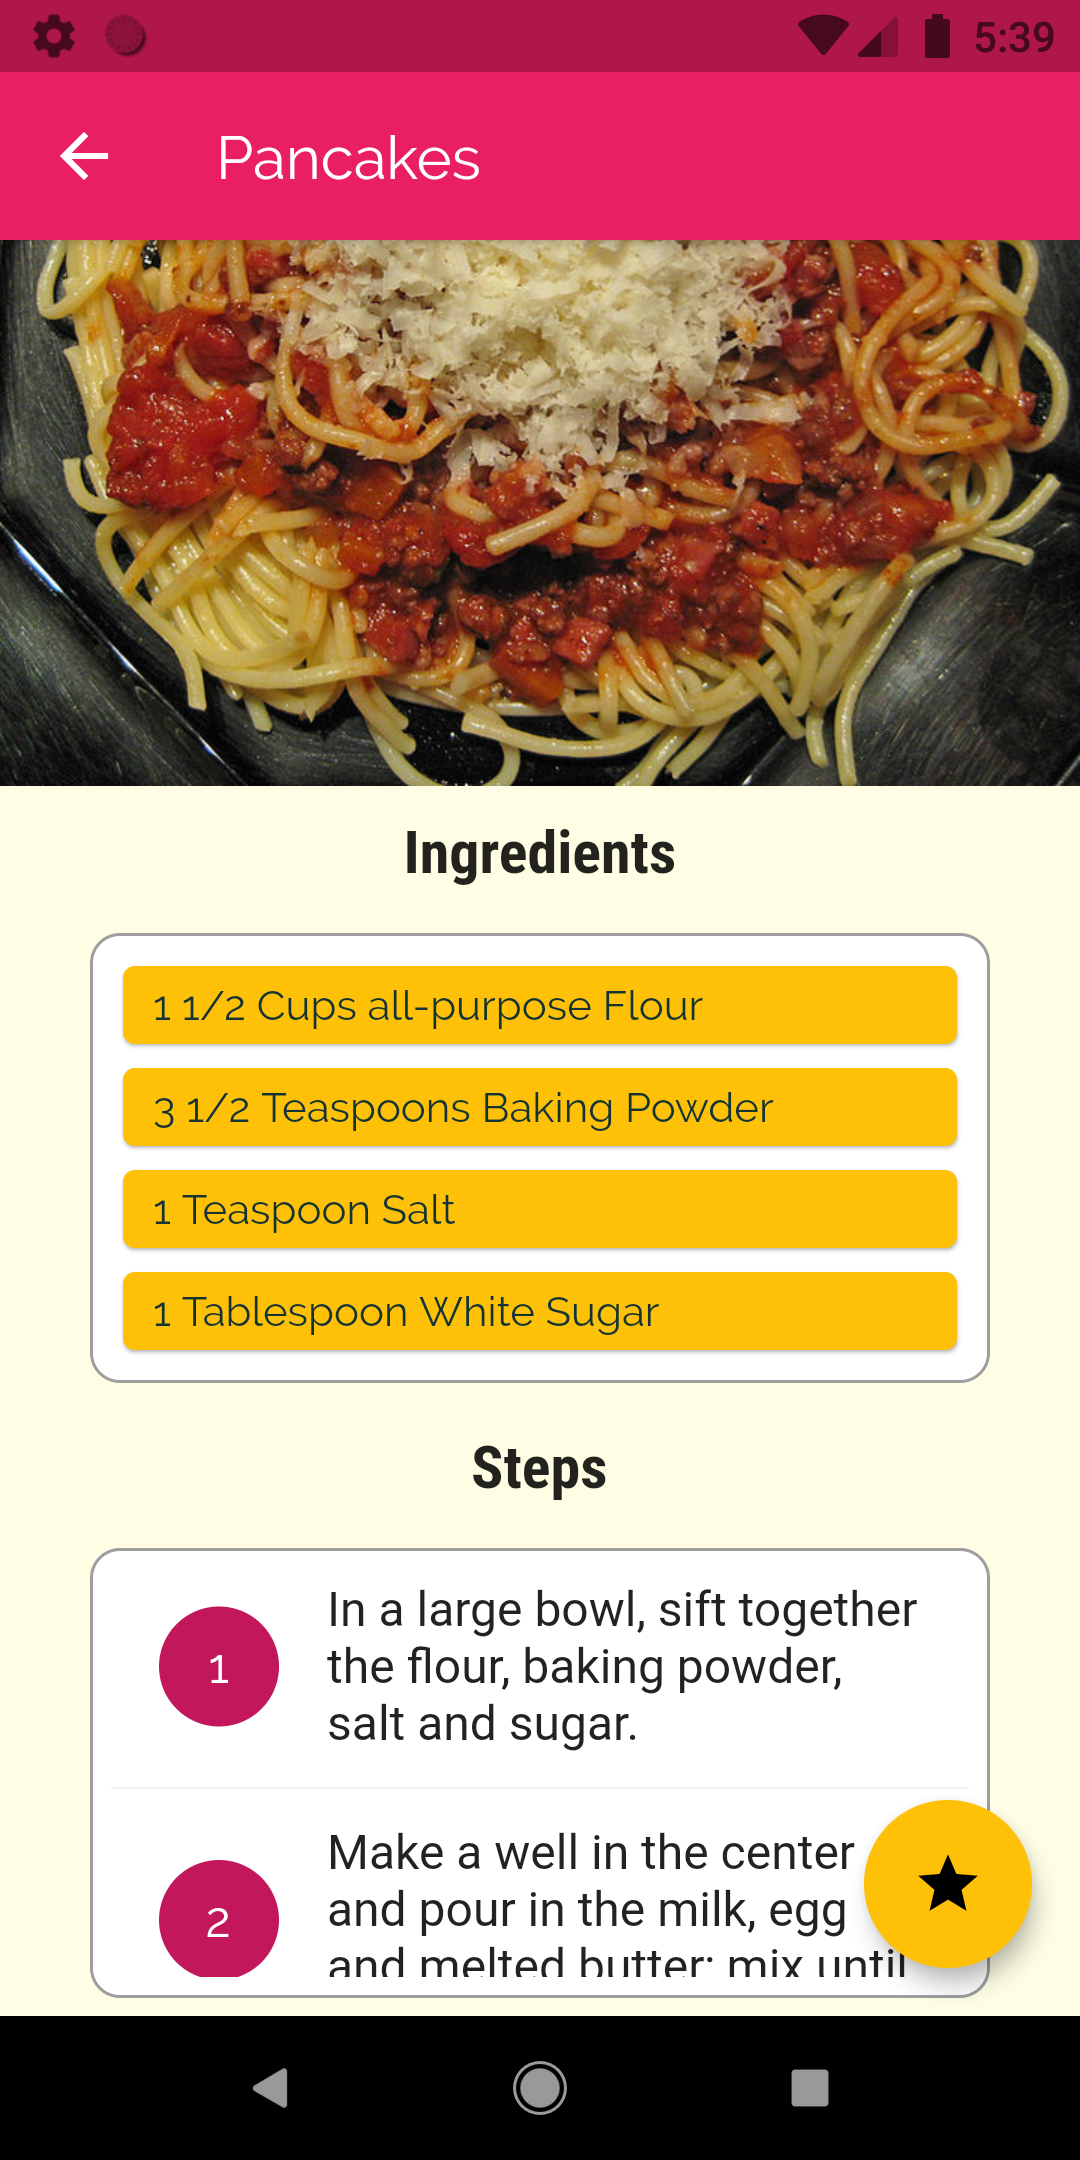 5:39
Pancakes
Ingredients
1 1/2 Cups all-purpose Flour
3 1/2 Teaspoons Baking Powder
1 Teaspoon Salt
1 Tablespoon White Sugar
Steps
1
In a large bowl, sift together
the flour, baking powder,
salt and sugar.
2
Make a well in the center
and pour in the milk, egg
and melted butter; mix until